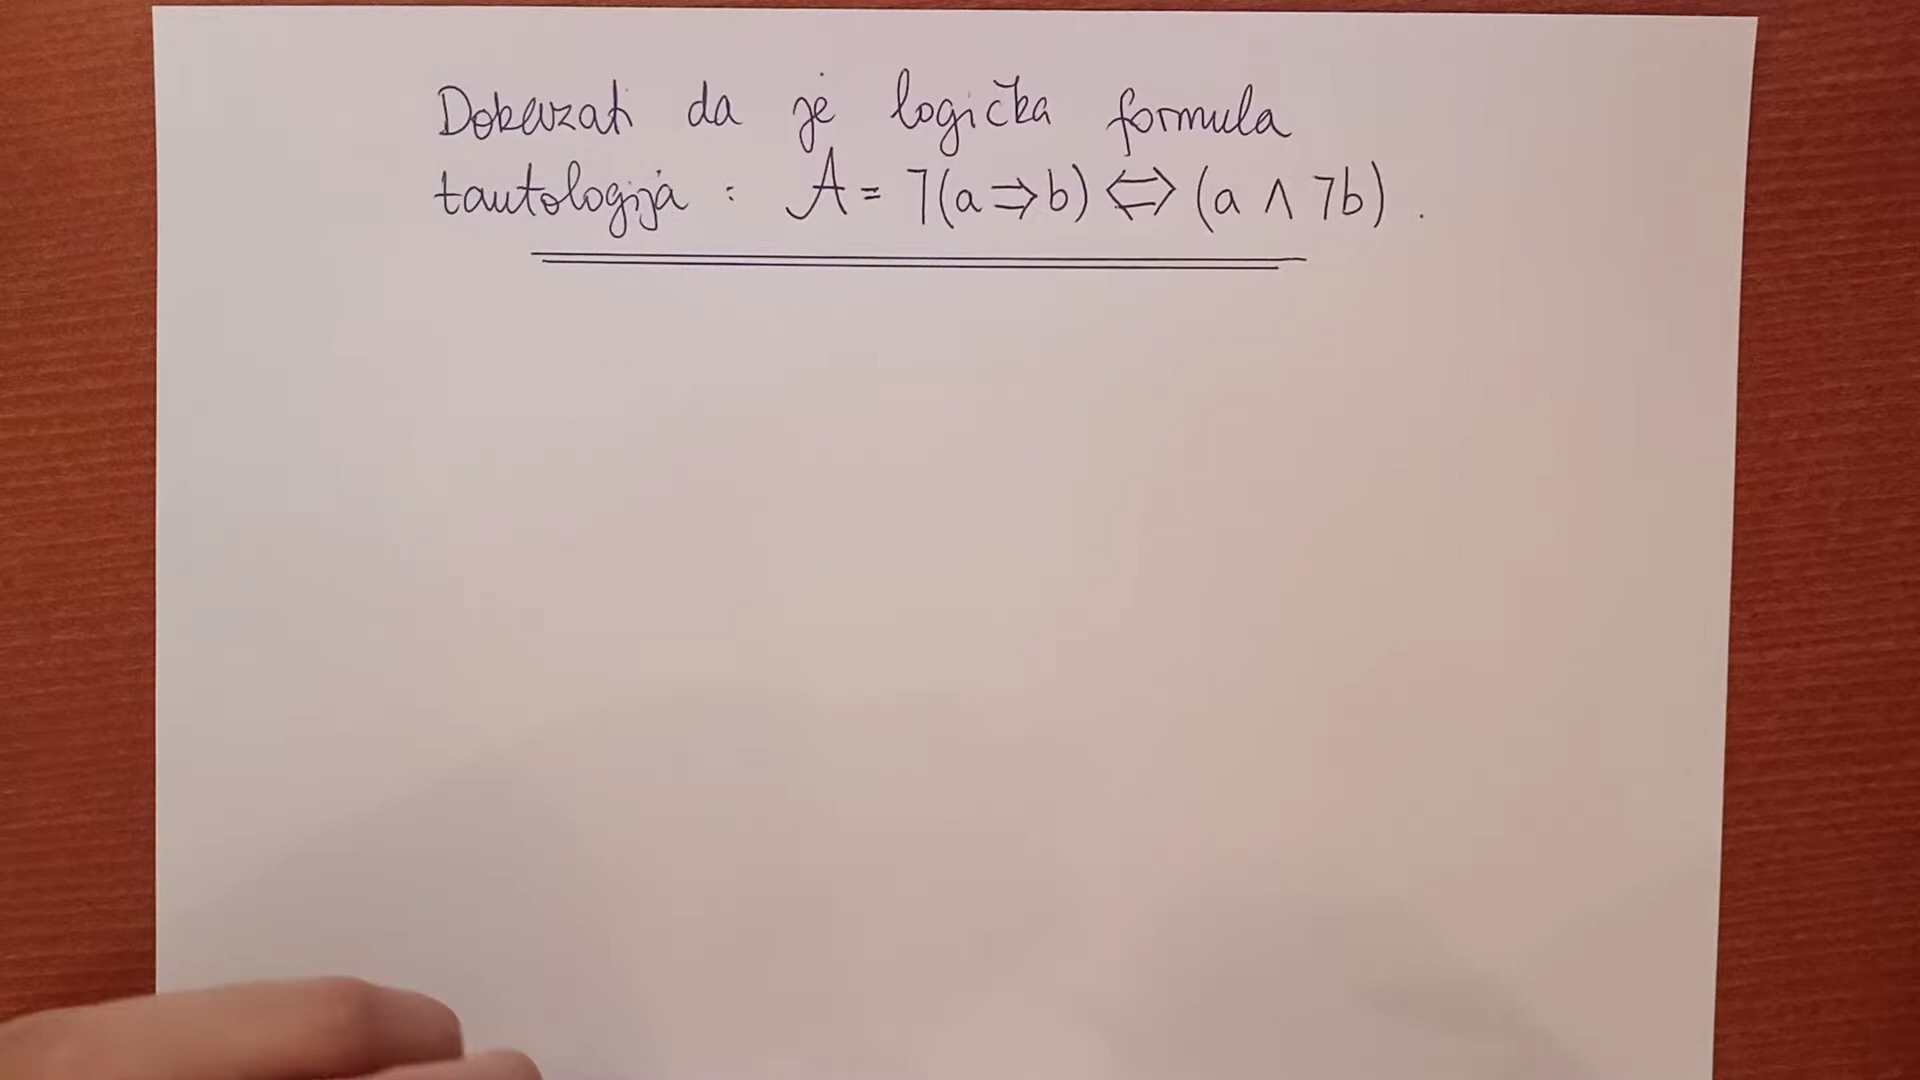 Dokazati da je logička formula
tautologija : A = ⌉(a ⇒ b) ⇔ (a ∧ ⌉b) .